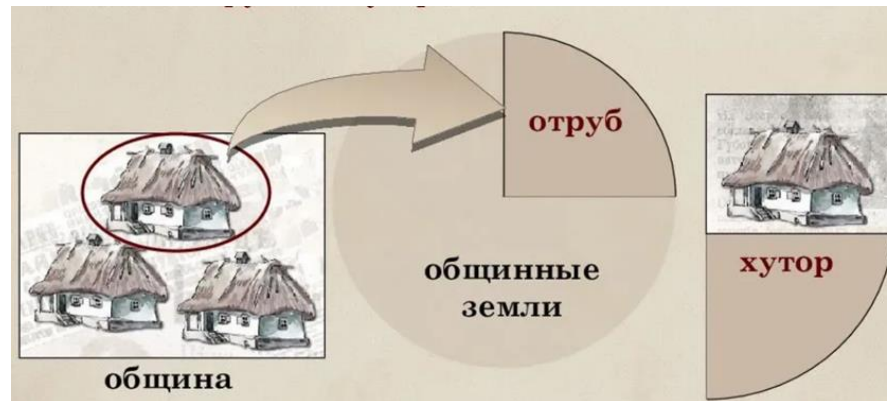 отруб
хутор
общинные
земли
община